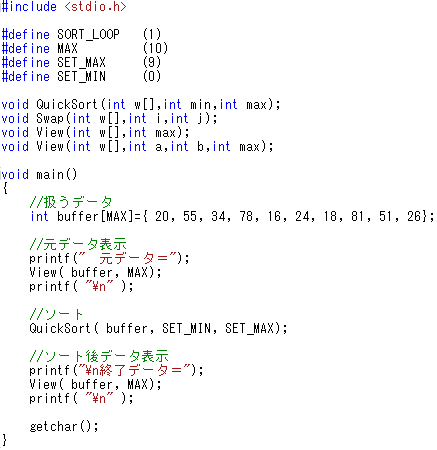 #include <stdio.h>
#define SORT_LOOP (1)
#define MAX (10)
#define SET_MAX (9)
#define SET_MIN (0)
void QuickSort(int w[],int min,int max);
void Swap(int w[],int i,int j);
void View(int w[],int max);
void View(int w[],int a,int b,int max);
void main()
{
//扱うデータ
int buffer[MAX]={ 20, 55, 34, 78, 16, 24, 18, 81, 51, 26};
//元データ表示
printf("　元データ=");
View( buffer, MAX);
printf( "¥n" );
//ソート
QuickSort( buffer, SET_MIN, SET_MAX);
//ソート後データ表示
printf("¥n終了データ=");
View( buffer, MAX);
printf( "¥n" );
getchar();
}